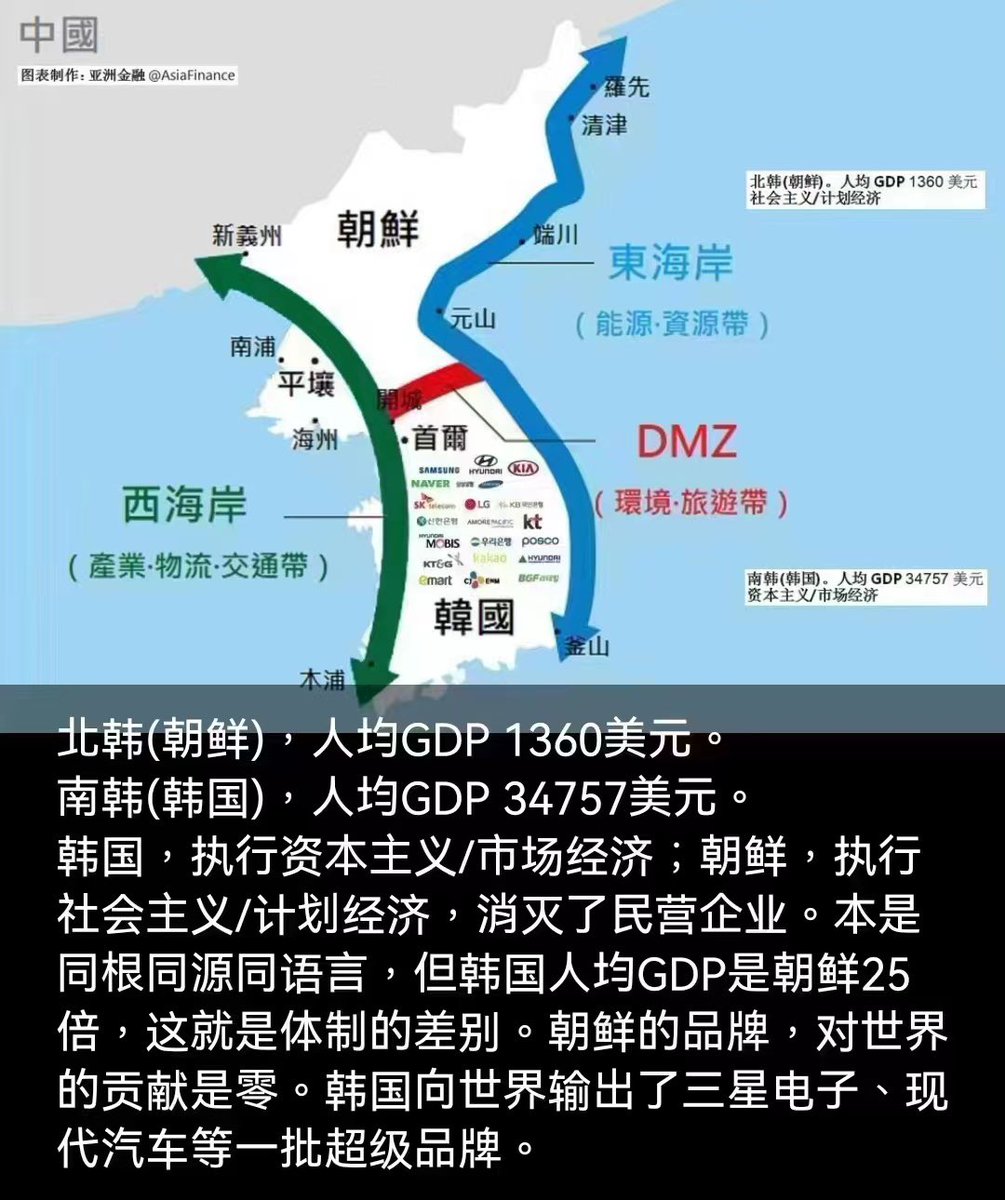 中國
图表制作：亚洲金融 @AsiaFinance
羅先
清津
北韩(朝鲜)。人均 GDP 1360 美元
社会主义/计划经济
朝鮮
新義州
端川
東海岸
（能源·資源帶）
元山
南浦
平壤
開城
海州
首爾
DMZ
（環境·旅遊帶）
西海岸
（產業·物流·交通帶）
SAMSUNG
HYUNDAI
KIA
NAVER
SK telecom
LG
KB 국민은행
신한은행
AMOREPACIFIC
kt
HYUNDAI MOBIS
우리은행
posco
KT&G
kakao
HYUNDAI
emart
CJ ENM
BGF리테일
南韩(韩国)。人均 GDP 34757 美元
资本主义/市场经济
韓國
釜山
木浦
北韩(朝鲜)，人均GDP 1360美元。
南韩(韩国)，人均GDP 34757美元。
韩国，执行资本主义/市场经济；朝鲜，执行
社会主义/计划经济，消灭了民营企业。本是
同根同源同语言，但韩国人均GDP是朝鲜25
倍，这就是体制的差别。朝鲜的品牌，对世界
的贡献是零。韩国向世界输出了三星电子、现
代汽车等一批超级品牌。